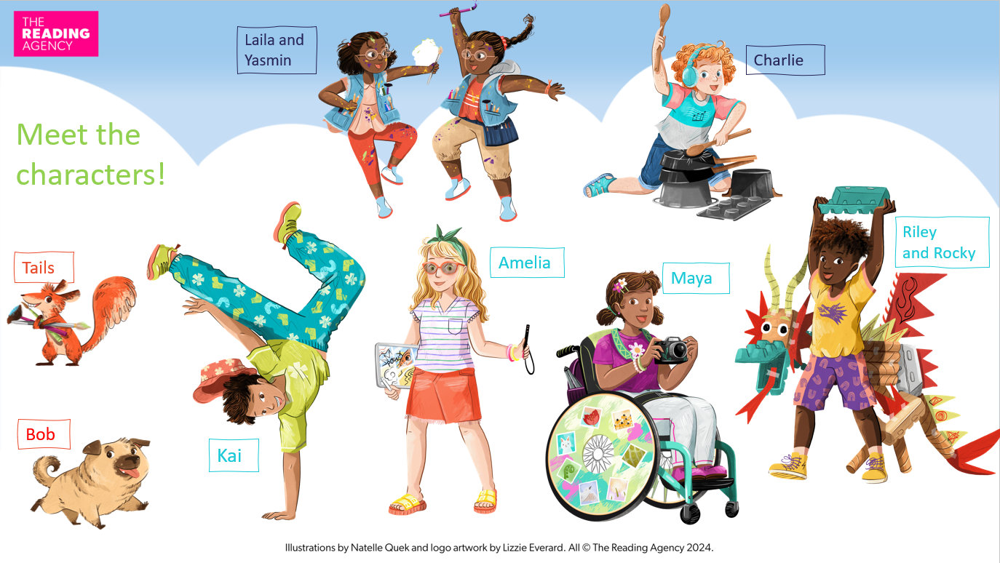 THE
READING
AGENCY
Laila and
Yasmin
Charlie
Meet the
characters!
Riley
and Rocky
Tails
Amelia
Maya
Bob
Kai
Illustrations by Natelle Quek and logo artwork by Lizzie Everard. All © The Reading Agency 2024.